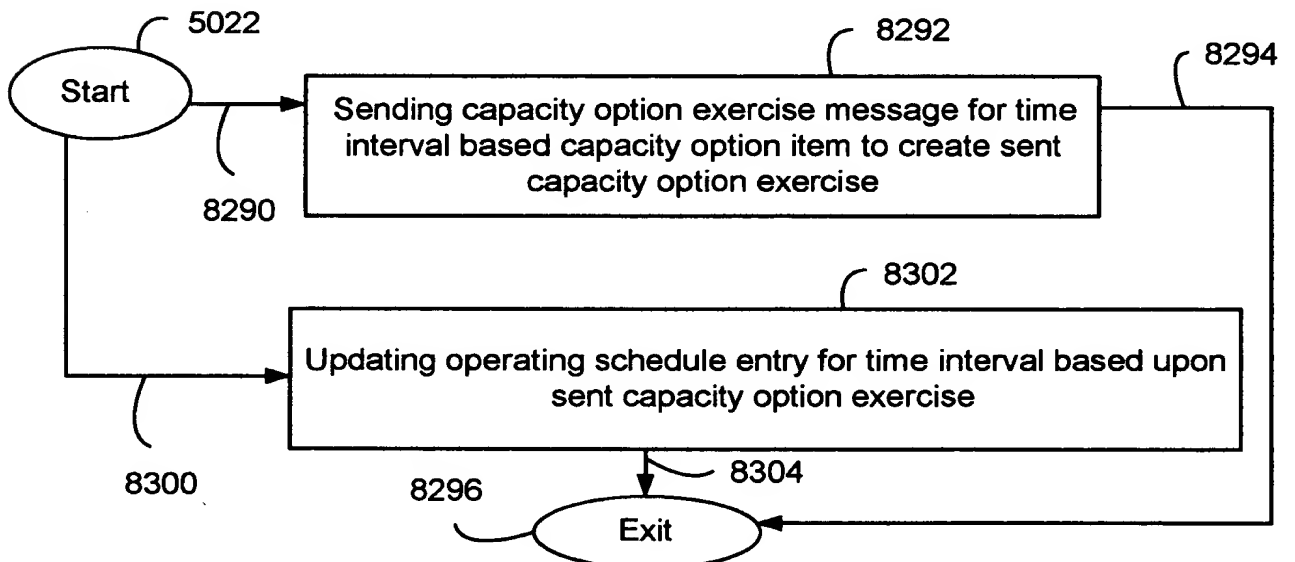 5022
8292
8294
Start
Sending capacity option exercise message for time
interval based capacity option item to create sent
capacity option exercise
8290
8302
Updating operating schedule entry for time interval based upon
sent capacity option exercise
8300
8304
8296
Exit